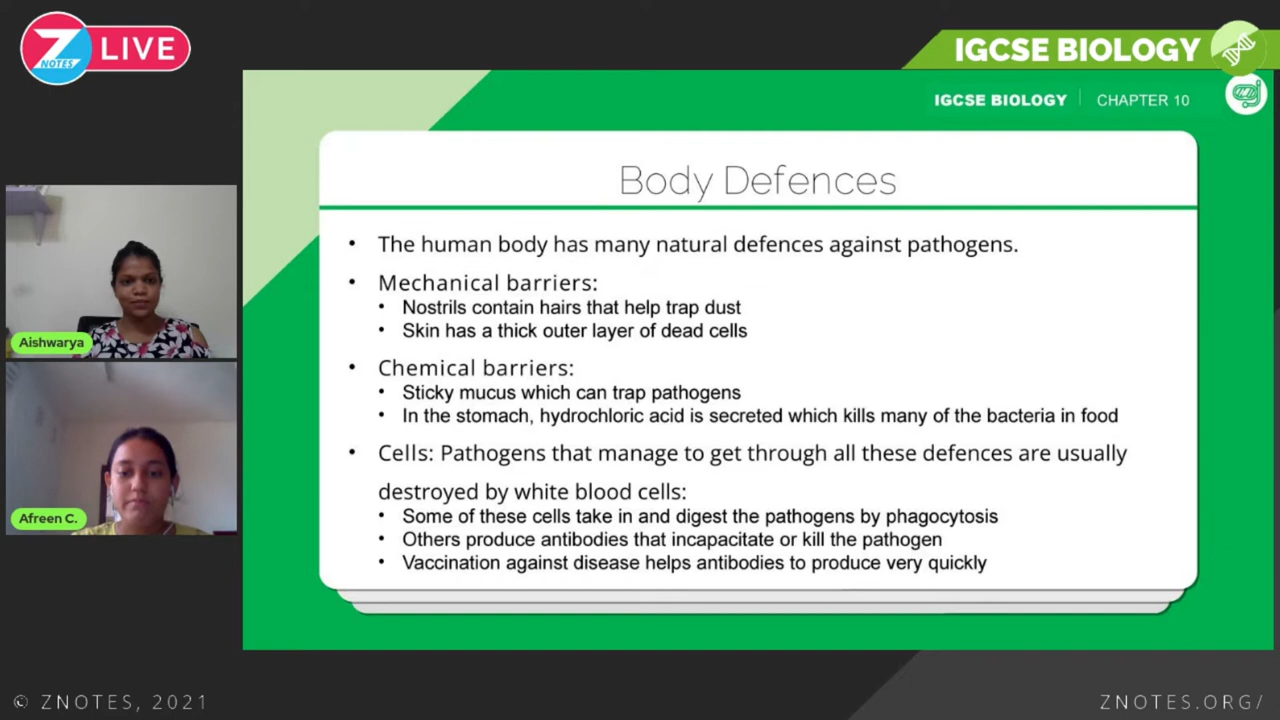 Z NOTES LIVE
IGCSE BIOLOGY
IGCSE BIOLOGY | CHAPTER 10
Body Defences
• The human body has many natural defences against pathogens.
• Mechanical barriers:
• Nostrils contain hairs that help trap dust
• Skin has a thick outer layer of dead cells
• Chemical barriers:
• Sticky mucus which can trap pathogens
• In the stomach, hydrochloric acid is secreted which kills many of the bacteria in food
• Cells: Pathogens that manage to get through all these defences are usually
destroyed by white blood cells:
• Some of these cells take in and digest the pathogens by phagocytosis
• Others produce antibodies that incapacitate or kill the pathogen
• Vaccination against disease helps antibodies to produce very quickly
Aishwarya
Afreen C.
© ZNOTES, 2021
ZNOTES.ORG/